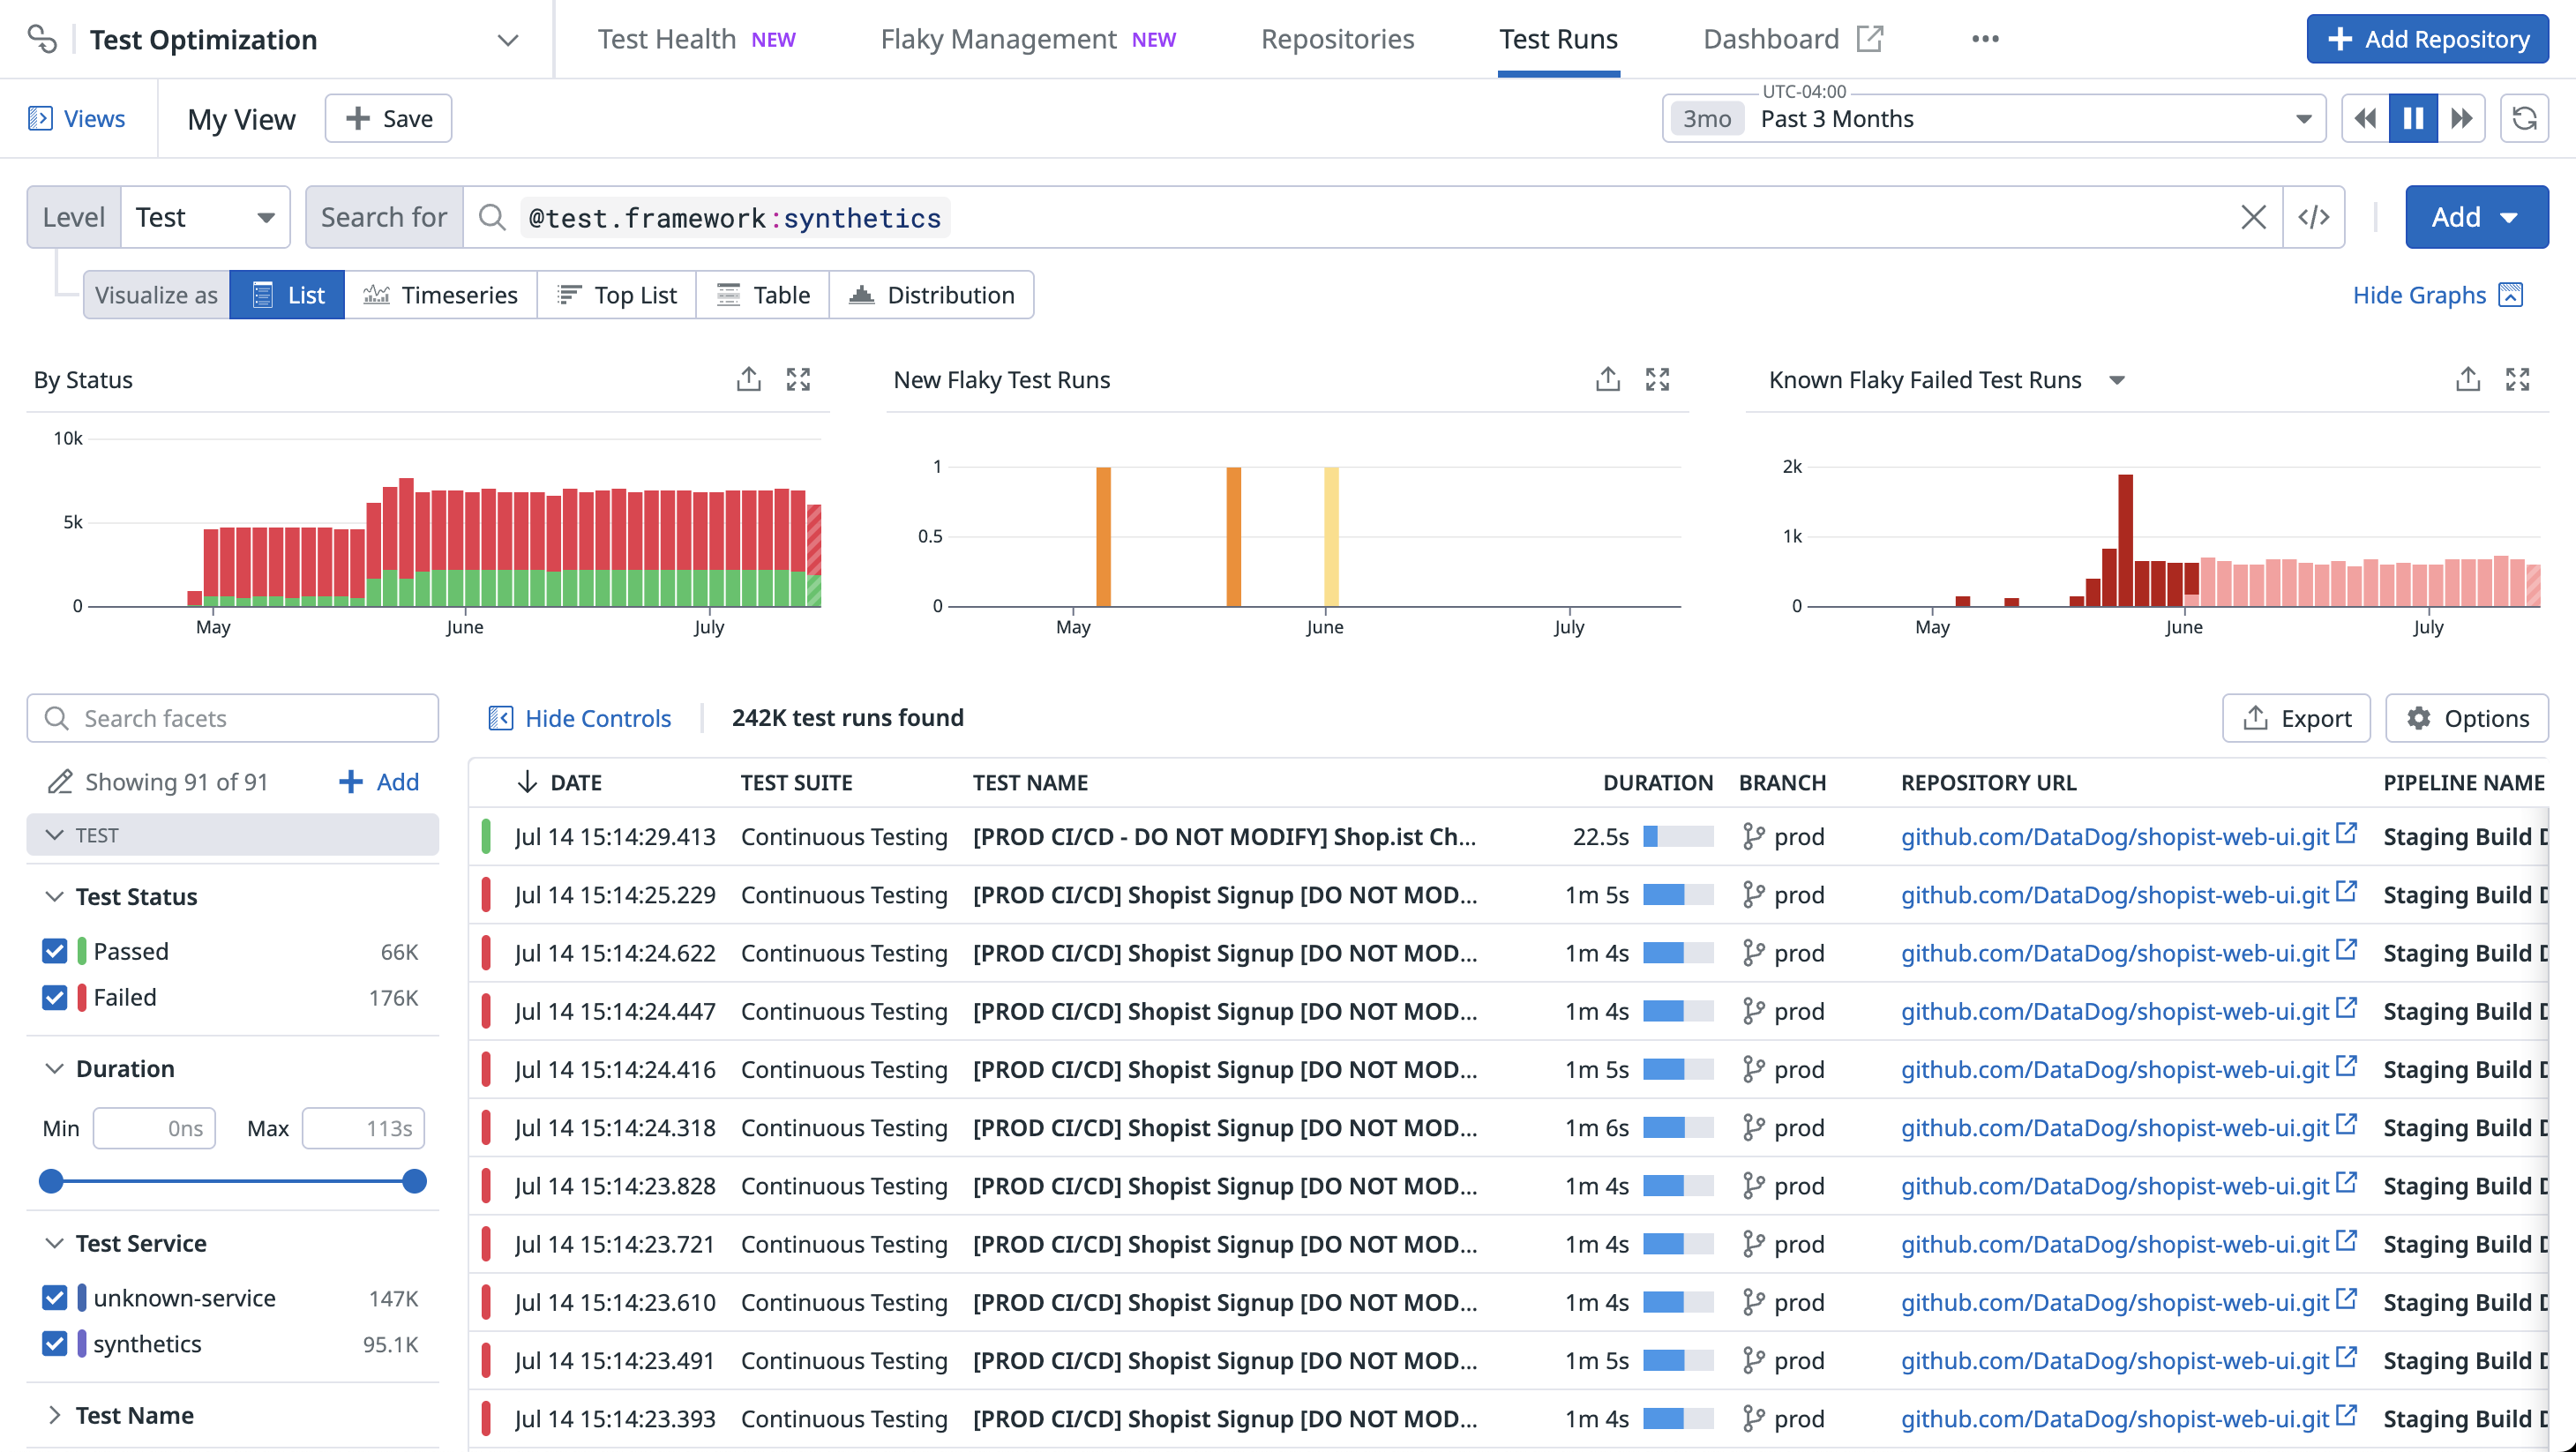 Test Optimization
Test Health NEW
Flaky Management NEW
Repositories
Test Runs
Dashboard
Add Repository
Views
My View
Save
UTC-04:00
3mo Past 3 Months
Level Test
Search for @test.framework:synthetics
Add
Visualize as List Timeseries Top List Table Distribution
Hide Graphs
By Status
10k
5k
0
May June July
New Flaky Test Runs
1
0.5
0
May June July
Known Flaky Failed Test Runs
2k
1k
0
May June July
Search facets
Showing 91 of 91 Add
TEST
Test Status
Passed 66K
Failed 176K
Duration
Min 0ns Max 113s
Test Service
unknown-service 147K
synthetics 95.1K
Test Name
Hide Controls 242K test runs found Export Options
DATE TEST SUITE TEST NAME DURATION BRANCH REPOSITORY URL PIPELINE NAME
Jul 14 15:14:29.413 Continuous Testing [PROD CI/CD - DO NOT MODIFY] Shop.ist Ch... 22.5s prod github.com/DataDog/shopist-web-ui.git Staging Build
Jul 14 15:14:25.229 Continuous Testing [PROD CI/CD] Shopist Signup [DO NOT MOD... 1m 5s prod github.com/DataDog/shopist-web-ui.git Staging Build
Jul 14 15:14:24.622 Continuous Testing [PROD CI/CD] Shopist Signup [DO NOT MOD... 1m 4s prod github.com/DataDog/shopist-web-ui.git Staging Build
Jul 14 15:14:24.447 Continuous Testing [PROD CI/CD] Shopist Signup [DO NOT MOD... 1m 4s prod github.com/DataDog/shopist-web-ui.git Staging Build
Jul 14 15:14:24.416 Continuous Testing [PROD CI/CD] Shopist Signup [DO NOT MOD... 1m 5s prod github.com/DataDog/shopist-web-ui.git Staging Build
Jul 14 15:14:24.318 Continuous Testing [PROD CI/CD] Shopist Signup [DO NOT MOD... 1m 6s prod github.com/DataDog/shopist-web-ui.git Staging Build
Jul 14 15:14:23.828 Continuous Testing [PROD CI/CD] Shopist Signup [DO NOT MOD... 1m 4s prod github.com/DataDog/shopist-web-ui.git Staging Build
Jul 14 15:14:23.721 Continuous Testing [PROD CI/CD] Shopist Signup [DO NOT MOD... 1m 4s prod github.com/DataDog/shopist-web-ui.git Staging Build
Jul 14 15:14:23.610 Continuous Testing [PROD CI/CD] Shopist Signup [DO NOT MOD... 1m 4s prod github.com/DataDog/shopist-web-ui.git Staging Build
Jul 14 15:14:23.491 Continuous Testing [PROD CI/CD] Shopist Signup [DO NOT MOD... 1m 5s prod github.com/DataDog/shopist-web-ui.git Staging Build
Jul 14 15:14:23.393 Continuous Testing [PROD CI/CD] Shopist Signup [DO NOT MOD... 1m 4s prod github.com/DataDog/shopist-web-ui.git Staging Build